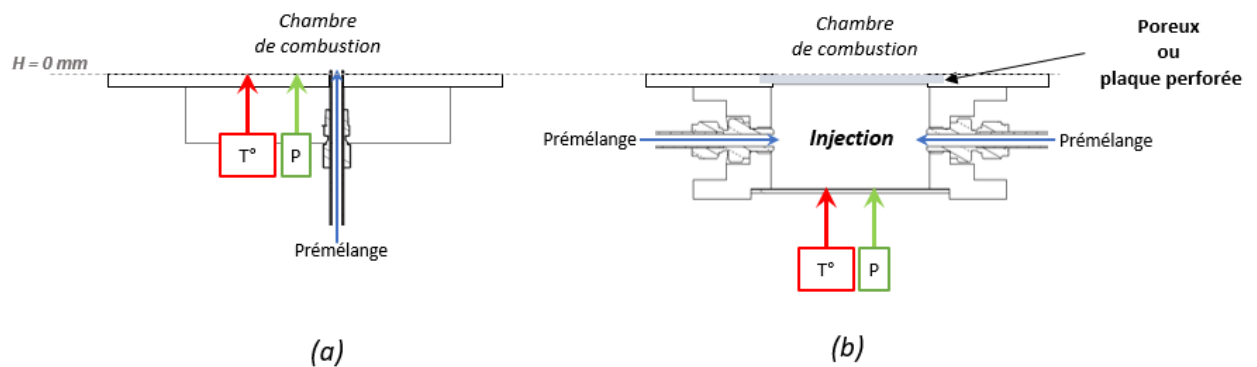 Chambre
de combustion
H = 0 mm
T°
P
Prémélange
(a)
Chambre
de combustion
Poreux
ou
plaque perforée
Prémélange
Injection
Prémélange
T°
P
(b)